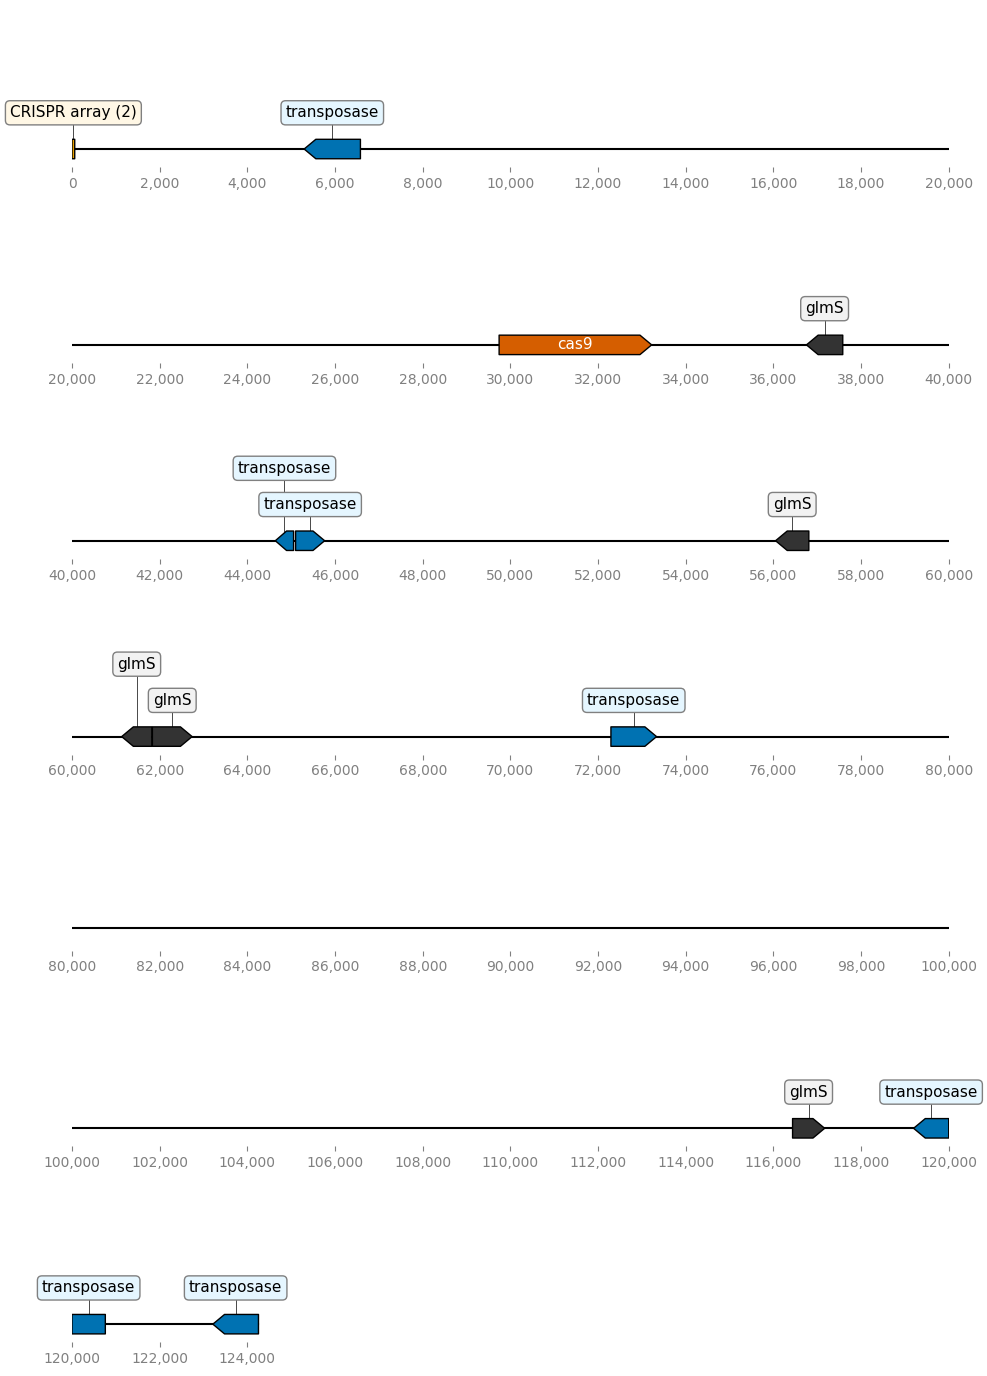 CRISPR array (2) transposase
0 2,000 4,000 6,000 8,000 10,000 12,000 14,000 16,000 18,000 20,000
glmS
cas9
20,000 22,000 24,000 26,000 28,000 30,000 32,000 34,000 36,000 38,000 40,000
transposase
transposase glmS
40,000 42,000 44,000 46,000 48,000 50,000 52,000 54,000 56,000 58,000 60,000
glmS
glmS transposase
60,000 62,000 64,000 66,000 68,000 70,000 72,000 74,000 76,000 78,000 80,000
80,000 82,000 84,000 86,000 88,000 90,000 92,000 94,000 96,000 98,000 100,000
glmS transposase
100,000 102,000 104,000 106,000 108,000 110,000 112,000 114,000 116,000 118,000 120,000
transposase transposase
120,000 122,000 124,000